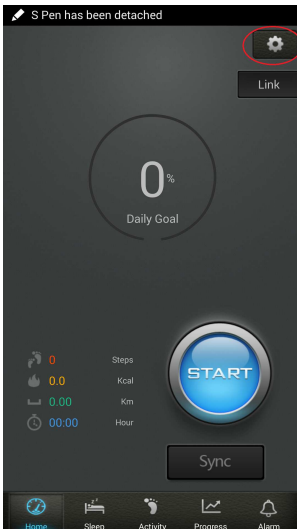 S Pen has been detached
Link
0%
Daily Goal
0 Steps
0.0 Kcal
0.00 Km
00:00 Hour
START
Sync
Home Sleep Activity Progress Alarm